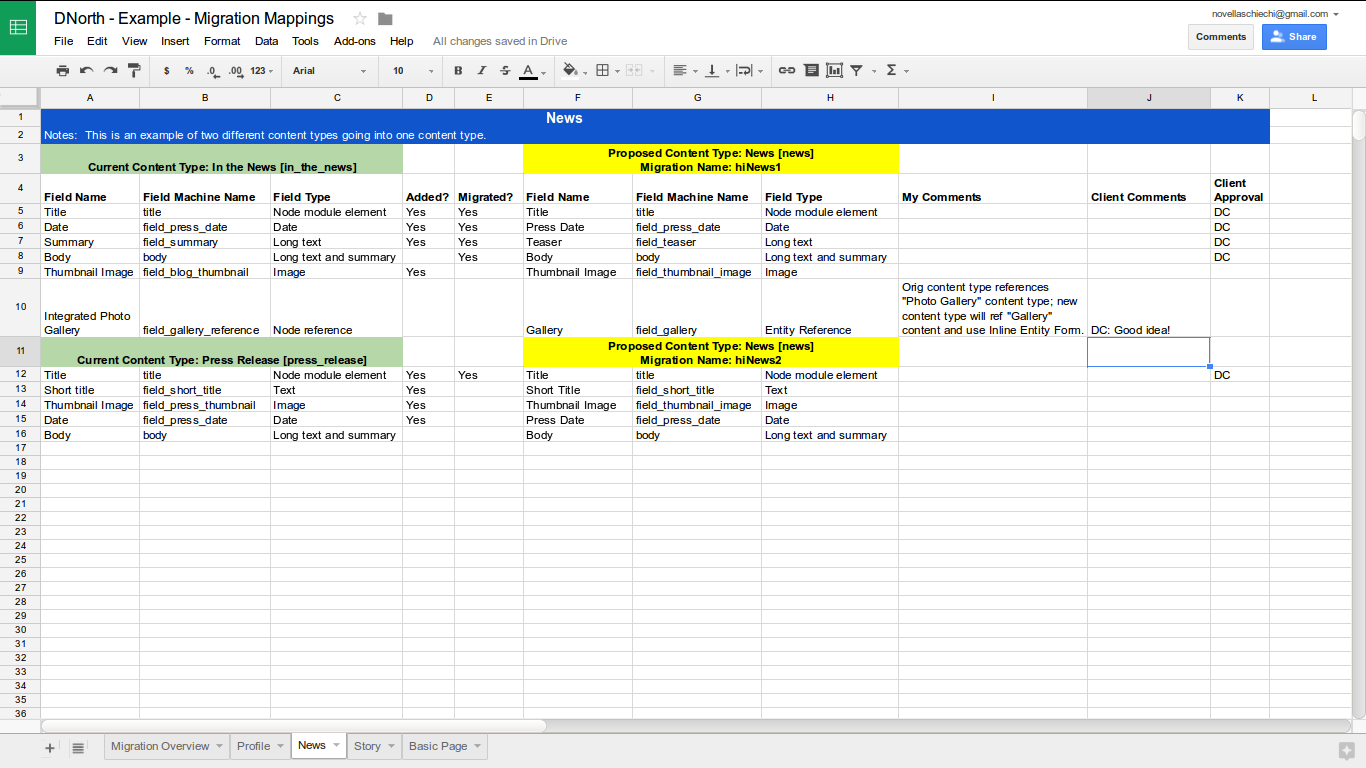 DNorth - Example - Migration Mappings
novellaschiechi@gmail.com
File Edit View Insert Format Data Tools Add-ons Help All changes saved in Drive
Comments Share
$ % .0 .00 123 Arial 10 B I S A Σ
A B C D E F G H I J K L
1 News
2 Notes: This is an example of two different content types going into one content type.
3 Current Content Type: In the News [in_the_news] Proposed Content Type: News [news]
Migration Name: hiNews1
4 Field Name Field Machine Name Field Type Added? Migrated? Field Name Field Machine Name Field Type My Comments Client Comments Client Approval
5 Title title Node module element Yes Yes Title title Node module element DC
6 Date field_press_date Date Yes Yes Press Date field_press_date Date DC
7 Summary field_summary Long text Yes Yes Teaser field_teaser Long text DC
8 Body body Long text and summary Yes Body body Long text and summary DC
9 Thumbnail Image field_blog_thumbnail Image Yes Thumbnail Image field_thumbnail_image Image
10 Integrated Photo Gallery field_gallery_reference Node reference Gallery field_gallery Entity Reference Orig content type references "Photo Gallery" content type; new content type will ref "Gallery" content and use Inline Entity Form. DC: Good idea!
11 Current Content Type: Press Release [press_release] Proposed Content Type: News [news]
Migration Name: hiNews2
12 Title title Node module element Yes Yes Title title Node module element DC
13 Short title field_short_title Text Yes Short Title field_short_title Text
14 Thumbnail Image field_press_thumbnail Image Yes Thumbnail Image field_thumbnail_image Image
15 Date field_press_date Date Yes Press Date field_press_date Date
16 Body body Long text and summary Body body Long text and summary
17
18
19
20
21
22
23
24
25
26
27
28
29
30
31
32
33
34
35
36
+ Migration Overview Profile News Story Basic Page